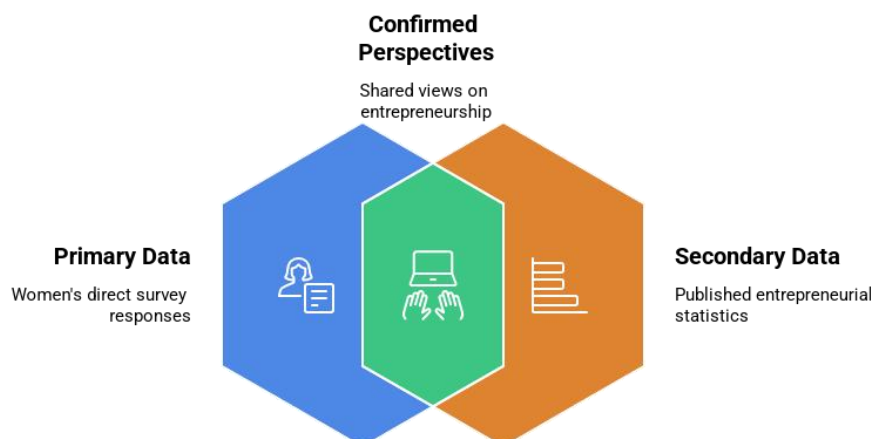 Confirmed
Perspectives
Shared views on
entrepreneurship
Primary Data
Women's direct survey
responses
Secondary Data
Published entrepreneurial
statistics